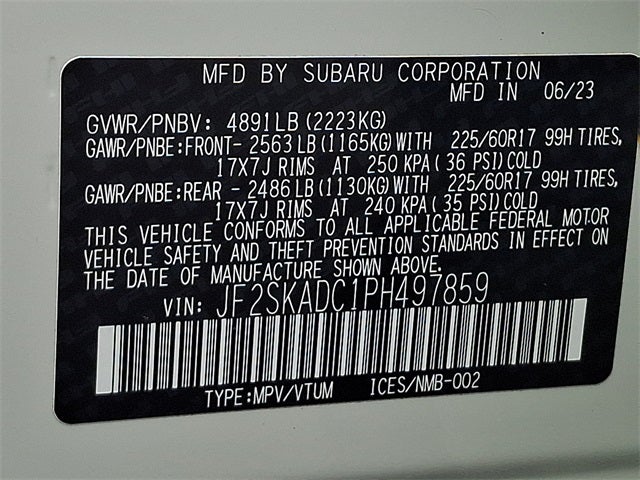 MFD BY SUBARU CORPORATION
MFD IN 06/23
GVWR/PNBV: 4891LB(2223KG)
GAWR/PNBE:FRONT-2563LB(1165KG)WITH 225/60R17 99H TIRES,
17X7J RIMS AT 250 KPA(36 PSI)COLD
GAWR/PNBE:REAR -2486LB(1130KG)WITH 225/60R17 99H TIRES,
17X7J RIMS AT 240 KPA(35 PSI)COLD
THIS VEHICLE CONFORMS TO ALL APPLICABLE FEDERAL MOTOR
VEHICLE SAFETY AND THEFT PREVENTION STANDARDS IN EFFECT ON
THE DATE OF MANUFACTURE SHOWN ABOVE.
VIN: JF2SKADC1PH497859
TYPE:MPV/VTUM ICES/NMB-002